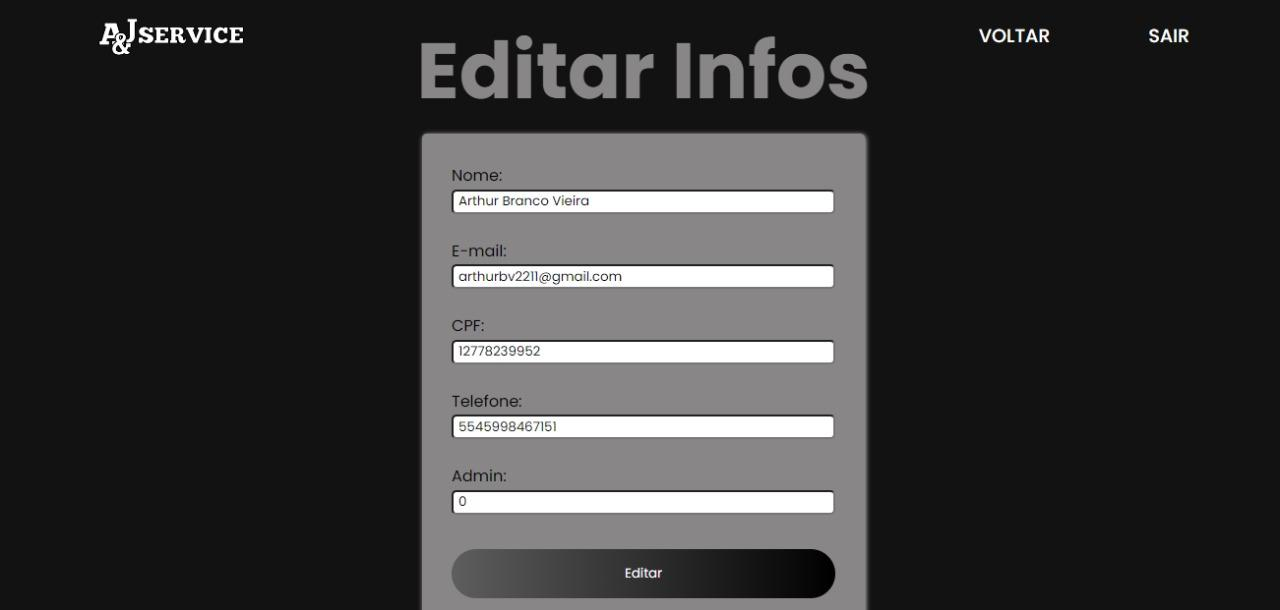 A&J SERVICE
VOLTAR
SAIR
Editar Infos
Nome:
Arthur Branco Vieira
E-mail:
arthurbv2211@gmail.com
CPF:
12778239952
Telefone:
5545998467151
Admin:
0
Editar